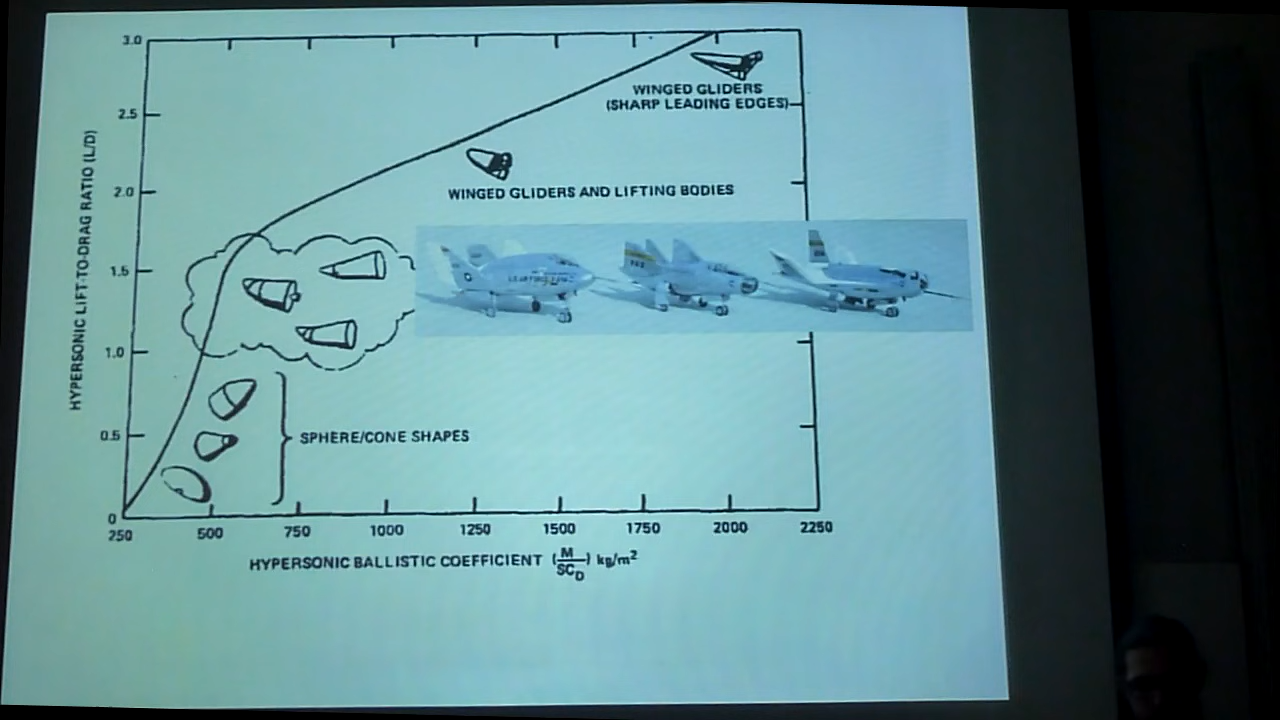 3.0
2.5
2.0
1.5
1.0
0.5
0
HYPERSONIC LIFT-TO-DRAG RATIO (L/D)
WINGED GLIDERS
(SHARP LEADING EDGES)
WINGED GLIDERS AND LIFTING BODIES
SPHERE/CONE SHAPES
250 500 750 1000 1250 1500 1750 2000 2250
HYPERSONIC BALLISTIC COEFFICIENT (M/SC_D) kg/m²